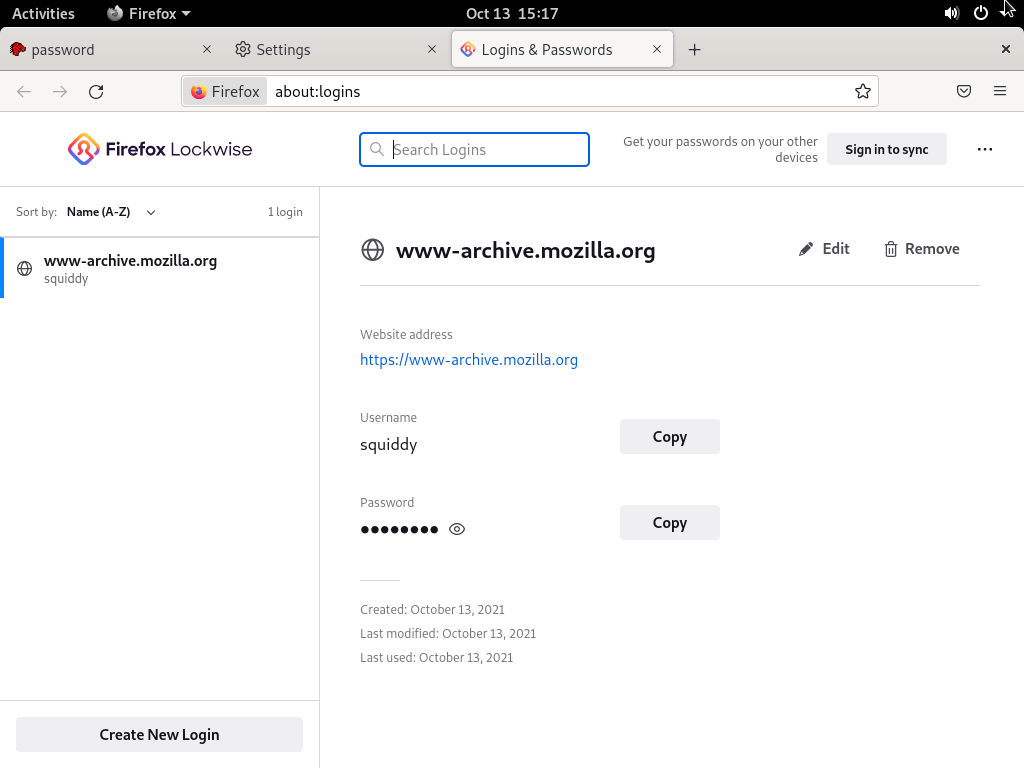 Activities Firefox Oct 13 15:17
password Settings Logins & Passwords
Firefox about:logins
Firefox Lockwise
Search Logins
Get your passwords on your other
devices
Sign in to sync
Sort by: Name (A-Z) 1 login
www-archive.mozilla.org
squiddy
www-archive.mozilla.org
Edit Remove
Website address
https://www-archive.mozilla.org
Username
squiddy
Copy
Password
●●●●●●●●
Copy
Created: October 13, 2021
Last modified: October 13, 2021
Last used: October 13, 2021
Create New Login